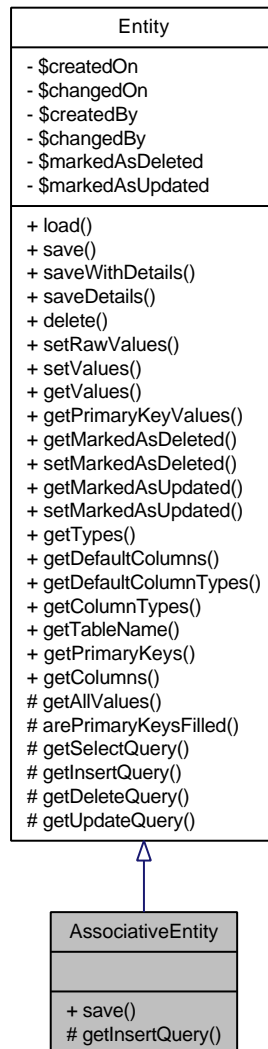 Entity
- $createdOn
- $changedOn
- $createdBy
- $changedBy
- $markedAsDeleted
- $markedAsUpdated
+ load()
+ save()
+ saveWithDetails()
+ saveDetails()
+ delete()
+ setRawValues()
+ setValues()
+ getValues()
+ getPrimaryKeyValues()
+ getMarkedAsDeleted()
+ setMarkedAsDeleted()
+ getMarkedAsUpdated()
+ setMarkedAsUpdated()
+ getTypes()
+ getDefaultColumns()
+ getDefaultColumnTypes()
+ getColumnTypes()
+ getTableName()
+ getPrimaryKeys()
+ getColumns()
# getAllValues()
# arePrimaryKeysFilled()
# getSelectQuery()
# getInsertQuery()
# getDeleteQuery()
# getUpdateQuery()
AssociativeEntity
+ save()
# getInsertQuery()